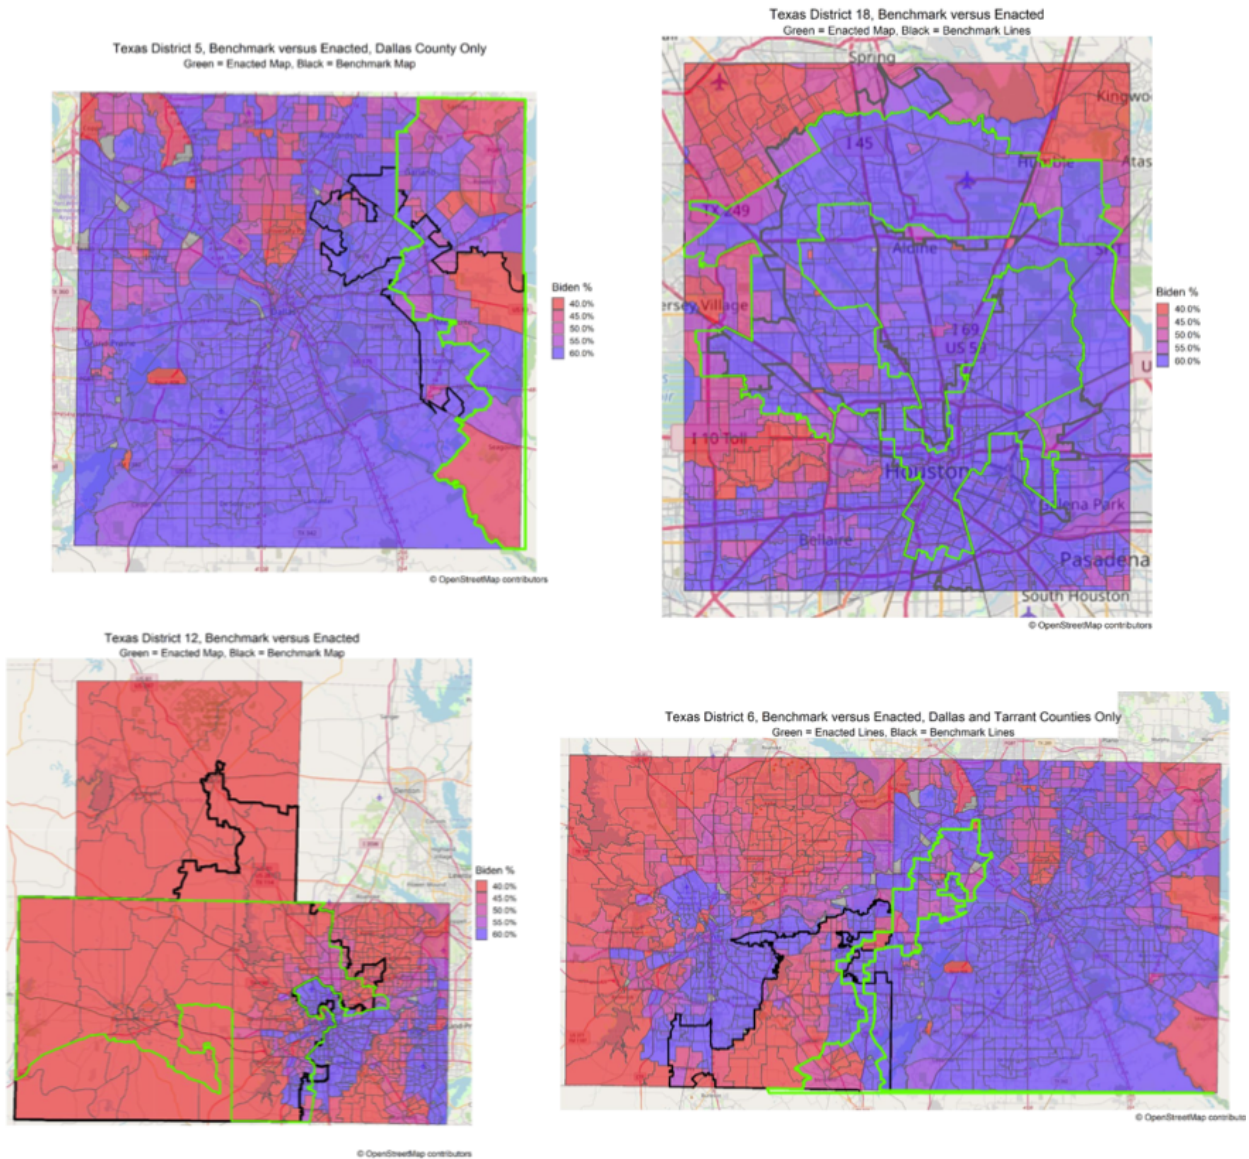 Texas District 5, Benchmark versus Enacted, Dallas County Only
Green = Enacted Map, Black = Benchmark Map
Biden %
40.0%
45.0%
50.0%
55.0%
60.0%
© OpenStreetMap contributors
Texas District 18, Benchmark versus Enacted
Green = Enacted Map, Black = Benchmark Lines
Spring
Kingwo
I 45
Humble
Atas
249
Aldine
ersey Village
I 69
US 5
I 10 Toll
Houston
lena Park
Bellaire
Pasadena
South Houston
Biden %
40.0%
45.0%
50.0%
55.0%
60.0%
© OpenStreetMap contributors
Texas District 12, Benchmark versus Enacted
Green = Enacted Map, Black = Benchmark Map
Biden %
40.0%
45.0%
50.0%
55.0%
60.0%
© OpenStreetMap contributors
Texas District 6, Benchmark versus Enacted, Dallas and Tarrant Counties Only
Green = Enacted Lines, Black = Benchmark Lines
© OpenStreetMap contributo